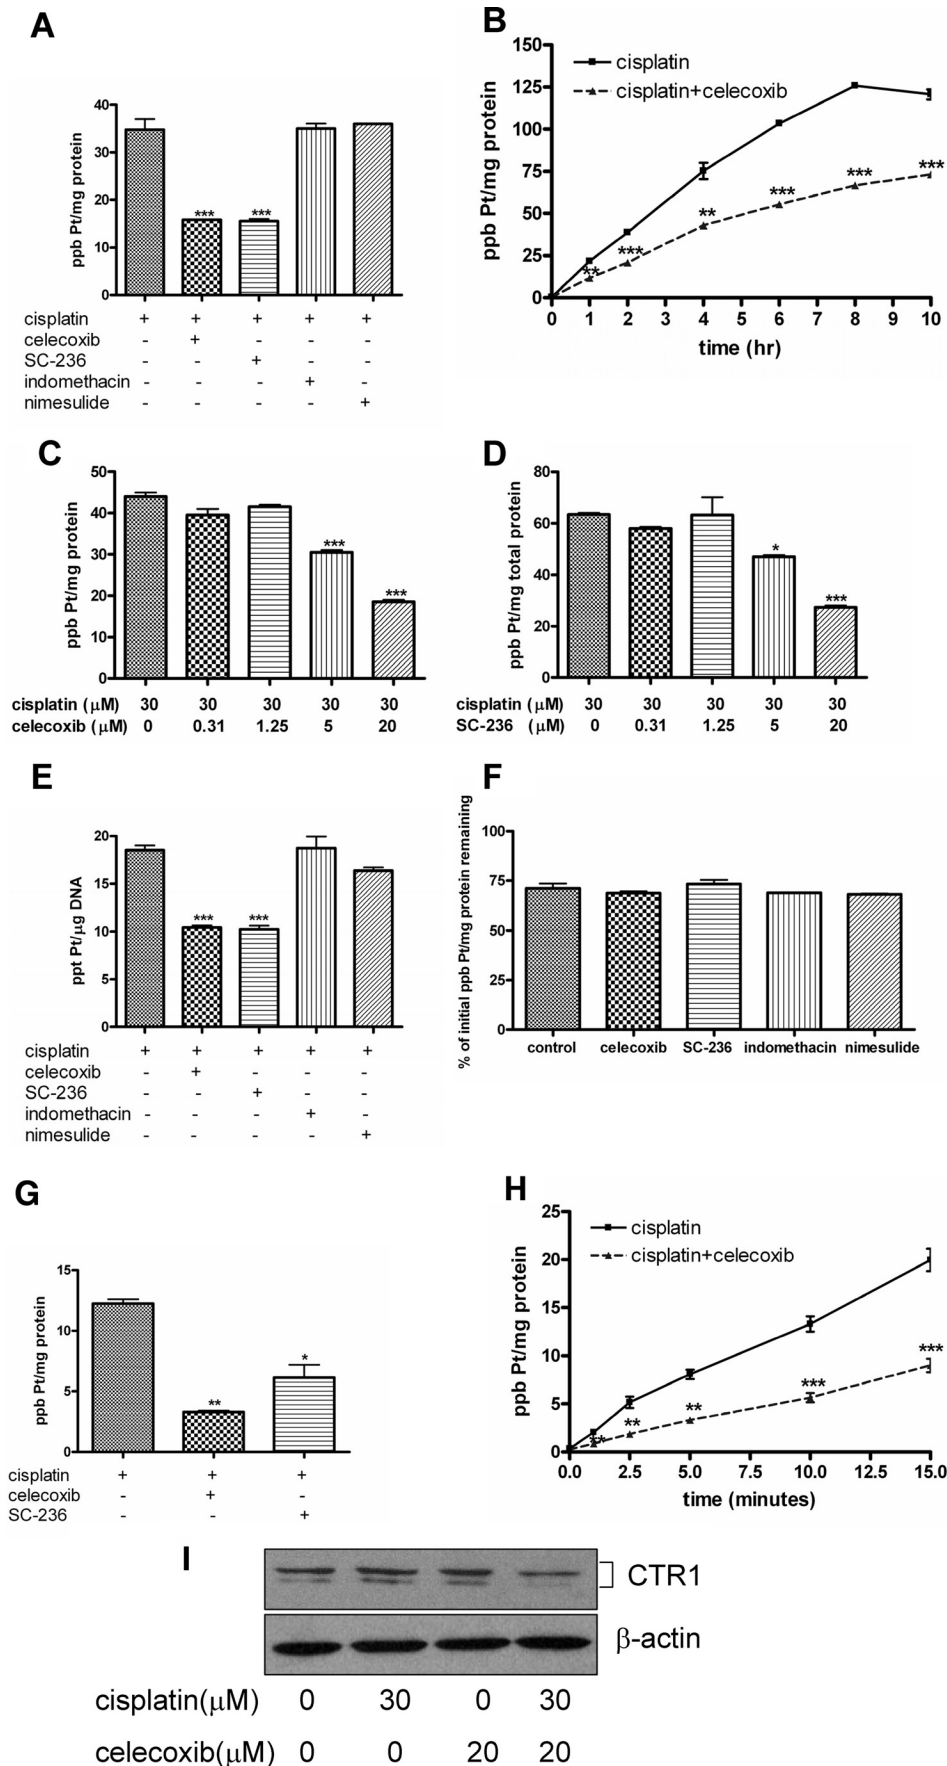 A
ppb Pt/mg protein
40
30
20
10
0
*** ***
cisplatin + + + + +
celecoxib - + - - -
SC-236 - - + - -
indomethacin - - - + -
nimesulide - - - - +
B
ppb Pt/mg protein
150
125
100
75
50
25
0
cisplatin
cisplatin+celecoxib
** *** ** *** *** ***
0 1 2 3 4 5 6 7 8 9 10
time (hr)
C
ppb Pt/mg protein
50
40
30
20
10
0
*** ***
cisplatin (μM) 30 30 30 30 30
celecoxib (μM) 0 0.31 1.25 5 20
D
ppb Pt/mg total protein
80
60
40
20
0
* ***
cisplatin (μM) 30 30 30 30 30
SC-236 (μM) 0 0.31 1.25 5 20
E
ppt Pt/μg DNA
20
15
10
5
0
*** ***
cisplatin + + + + +
celecoxib - + - - -
SC-236 - - + - -
indomethacin - - - + -
nimesulide - - - - +
F
% of initial ppb Pt/mg protein remaining
100
75
50
25
0
control celecoxib SC-236 indomethacin nimesulide
G
ppb Pt/mg protein
15
10
5
0
** *
cisplatin + + +
celecoxib - + -
SC-236 - - +
H
ppb Pt/mg protein
25
20
15
10
5
0
cisplatin
cisplatin+celecoxib
** ** ** *** ***
0.0 2.5 5.0 7.5 10.0 12.5 15.0
time (minutes)
I
CTR1
β-actin
cisplatin(μM) 0 30 0 30
celecoxib(μM) 0 0 20 20